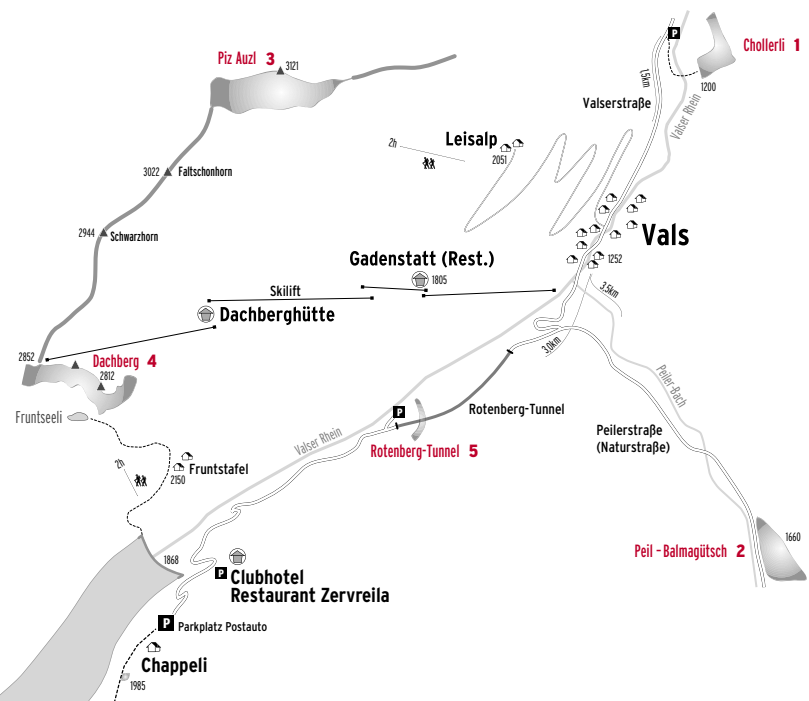 P
Chollerli 1
Piz Auzl 3
3121
1,5km
1200
Valserstraße
Valser Rhein
Leisalp
2h
2051
3022
Faltschonhorn
2944
Schwarzhorn
Vals
1252
Gadenstatt (Rest.)
1805
Skilift
3.5km
Dachberghütte
3.0km
2852
Dachberg 4
2812
Peiler-Bach
Fruntseeli
P
Rotenberg-Tunnel
Valser Rhein
Peilerstraße
(Naturstraße)
Rotenberg-Tunnel 5
2h
Fruntstafel
2150
1660
Peil - Balmagütsch 2
1868
P
Clubhotel
Restaurant Zervreila
P
Parkplatz Postauto
Chappeli
1985